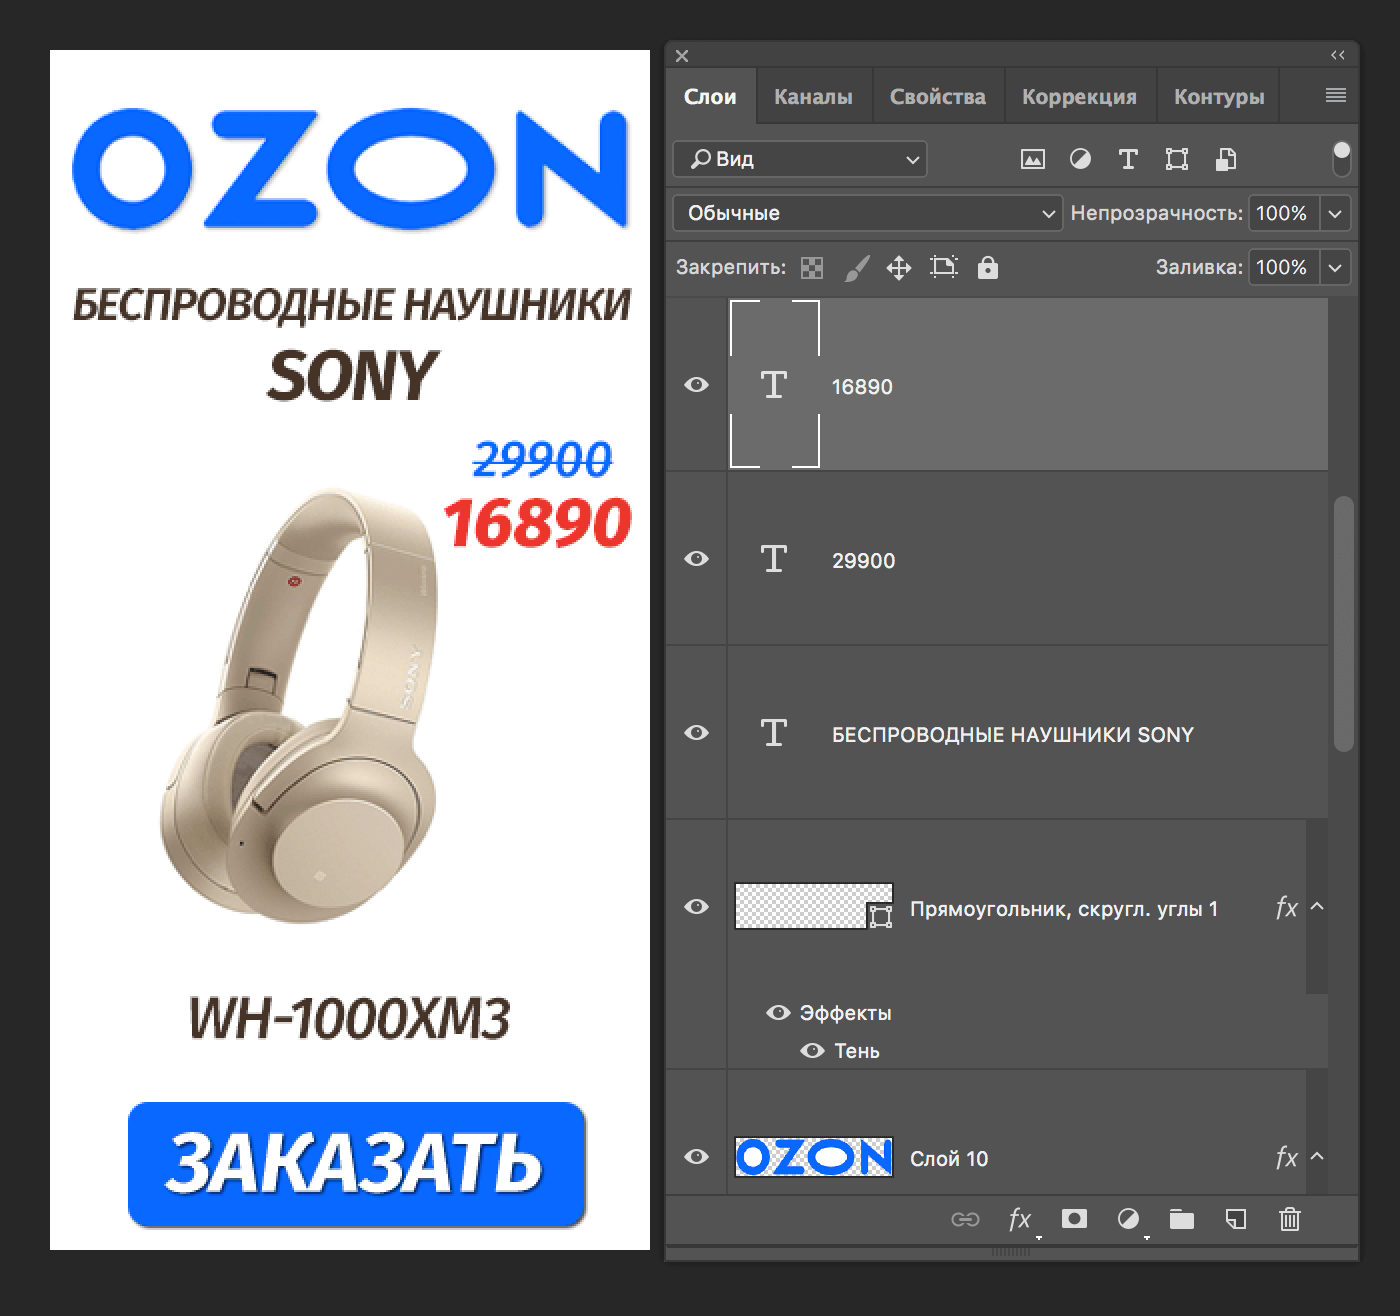 OZON
БЕСПРОВОДНЫЕ НАУШНИКИ
SONY
29900
16890
SONY
WH-1000XM3
ЗАКАЗАТЬ
Слои
Каналы
Свойства
Коррекция
Контуры
Вид
Обычные
Непрозрачность: 100%
Закрепить:
Заливка: 100%
T 16890
T 29900
T БЕСПРОВОДНЫЕ НАУШНИКИ SONY
Прямоугольник, скругл. углы 1 fx
Эффекты
Тень
OZON Слой 10 fx
fx